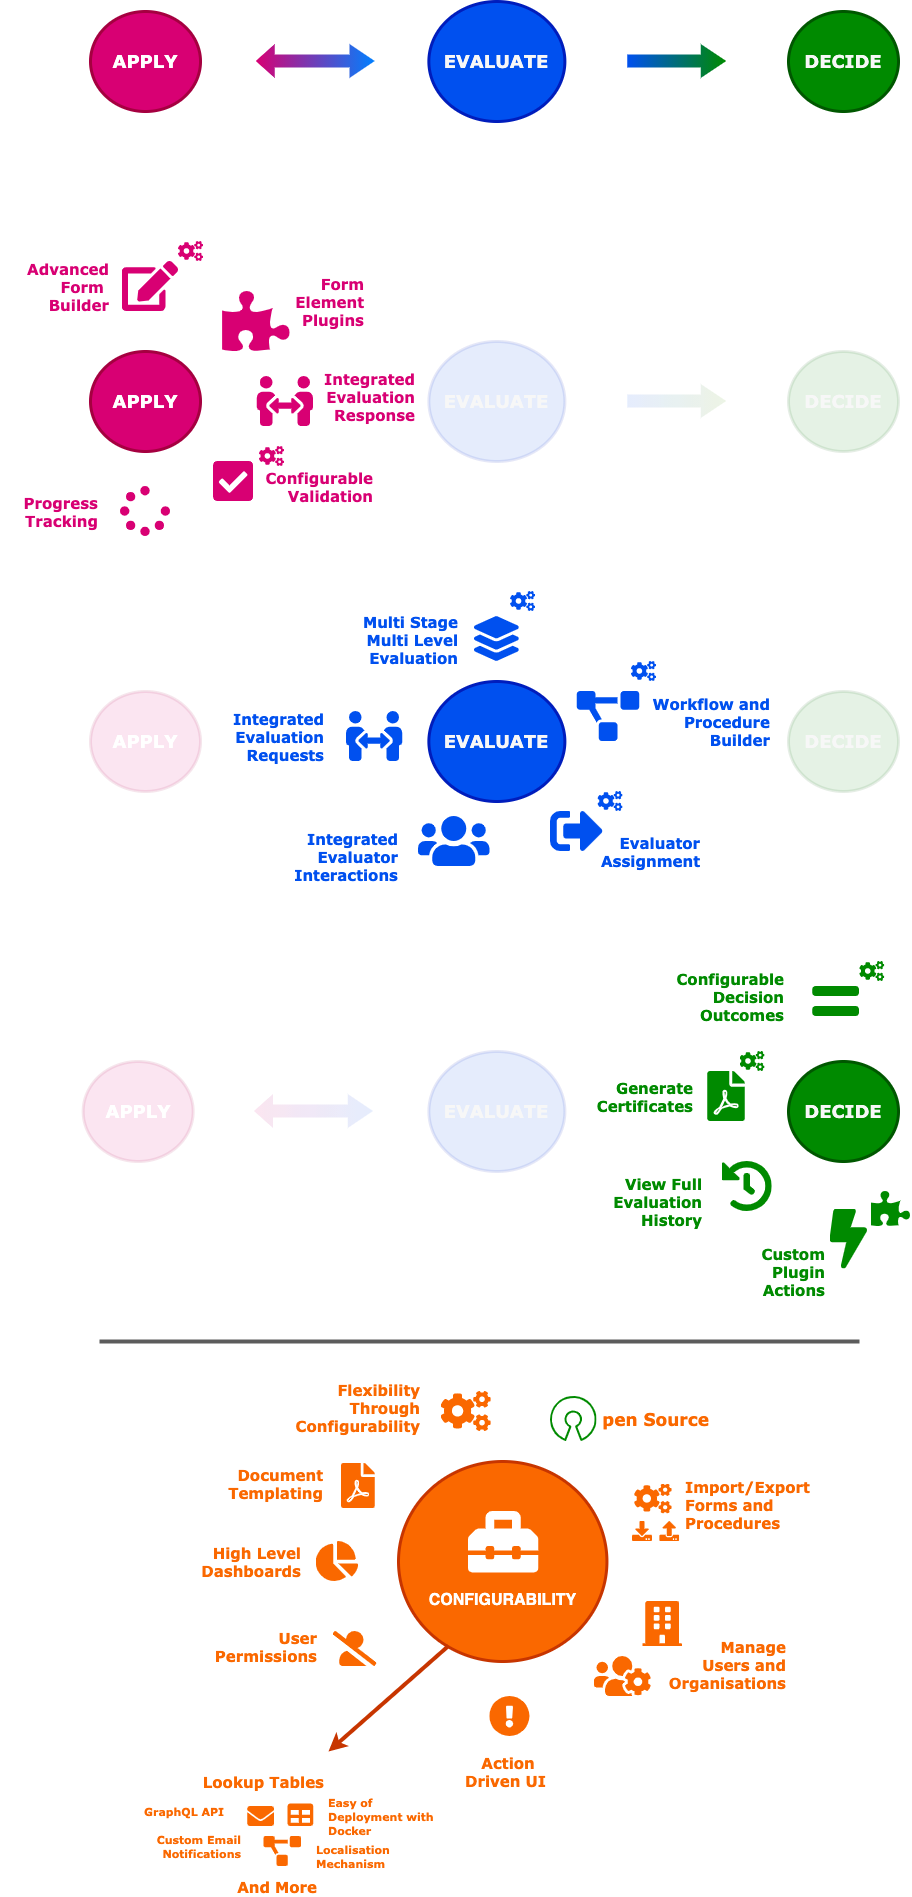 APPLY
EVALUATE
DECIDE
Advanced
Form
Builder
Form
Element
Plugins
APPLY
Integrated
Evaluation
Response
EVALUATE
DECIDE
Configurable
Validation
Progress
Tracking
Multi Stage
Multi Level
Evaluation
APPLY
Integrated
Evaluation
Requests
EVALUATE
Workflow and
Procedure
Builder
DECIDE
Integrated
Evaluator
Interactions
Evaluator
Assignment
Configurable
Decision
Outcomes
APPLY
EVALUATE
Generate
Certificates
DECIDE
View Full
Evaluation
History
Custom
Plugin
Actions
Flexibility
Through
Configurability
pen Source
Document
Templating
Import/Export
Forms and
Procedures
High Level
Dashboards
CONFIGURABILITY
User
Permissions
Manage
Users and
Organisations
Action
Driven UI
Lookup Tables
GraphQL API
Easy of
Deployment with
Docker
Custom Email
Notifications
Localisation
Mechanism
And More